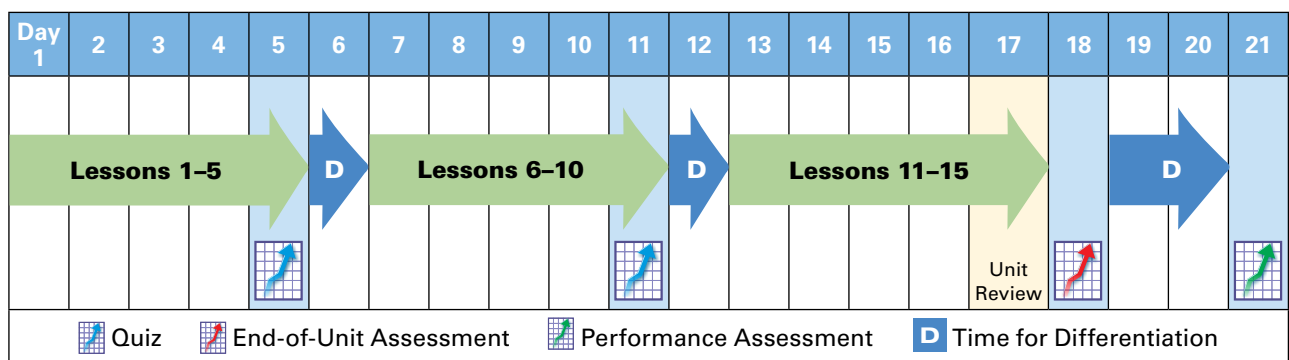 Day 1 2 3 4 5 6 7 8 9 10 11 12 13 14 15 16 17 18 19 20 21
Lessons 1–5 D Lessons 6–10 D Lessons 11–15 D
Unit
Review
Quiz End-of-Unit Assessment Performance Assessment D Time for Differentiation